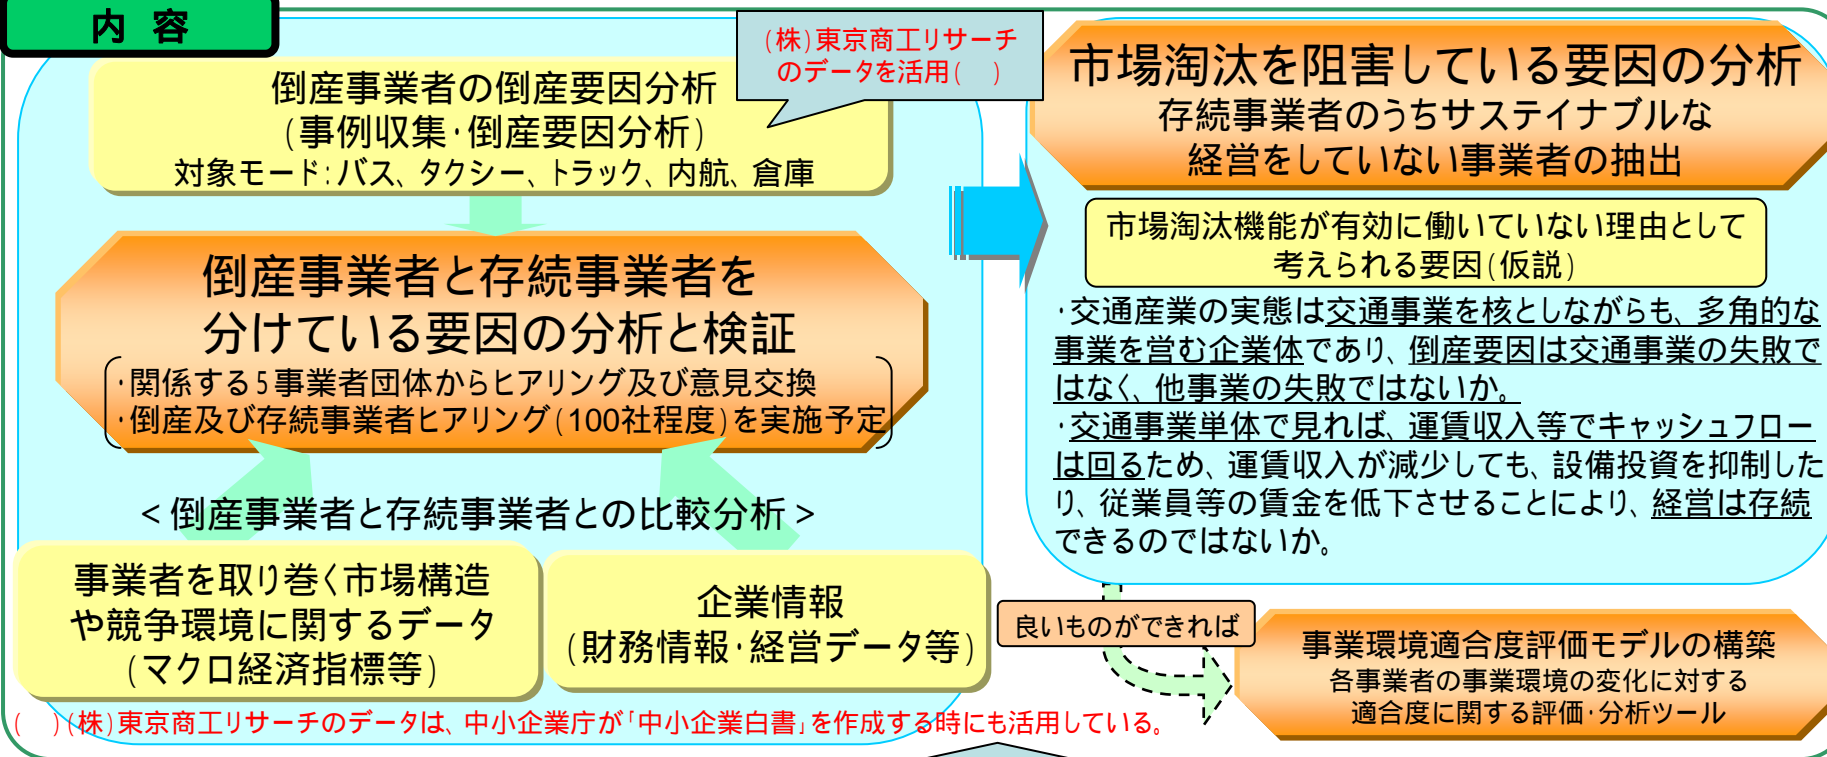 内 容
(株)東京商工リサーチ
のデータを活用(　)
倒産事業者の倒産要因分析
(事例収集・倒産要因分析)
対象モード:バス、タクシー、トラック、内航、倉庫
倒産事業者と存続事業者を
分けている要因の分析と検証
・関係する5事業者団体からヒアリング及び意見交換
・倒産及び存続事業者ヒアリング(100社程度)を実施予定
<倒産事業者と存続事業者との比較分析>
事業者を取り巻く市場構造
や競争環境に関するデータ
(マクロ経済指標等)
企業情報
(財務情報・経営データ等)
(　)(株)東京商工リサーチのデータは、中小企業庁が「中小企業白書」を作成する時にも活用している。
市場淘汰を阻害している要因の分析
存続事業者のうちサステイナブルな
経営をしていない事業者の抽出
市場淘汰機能が有効に働いていない理由として
考えられる要因(仮説)
・交通産業の実態は交通事業を核としながらも、多角的な
事業を営む企業体であり、倒産要因は交通事業の失敗で
はなく、他事業の失敗ではないか。
・交通事業単体で見れば、運賃収入等でキャッシュフロー
は回るため、運賃収入が減少しても、設備投資を抑制した
り、従業員等の賃金を低下させることにより、経営は存続
できるのではないか。
良いものができれば
事業環境適合度評価モデルの構築
各事業者の事業環境の変化に対する
適合度に関する評価・分析ツール